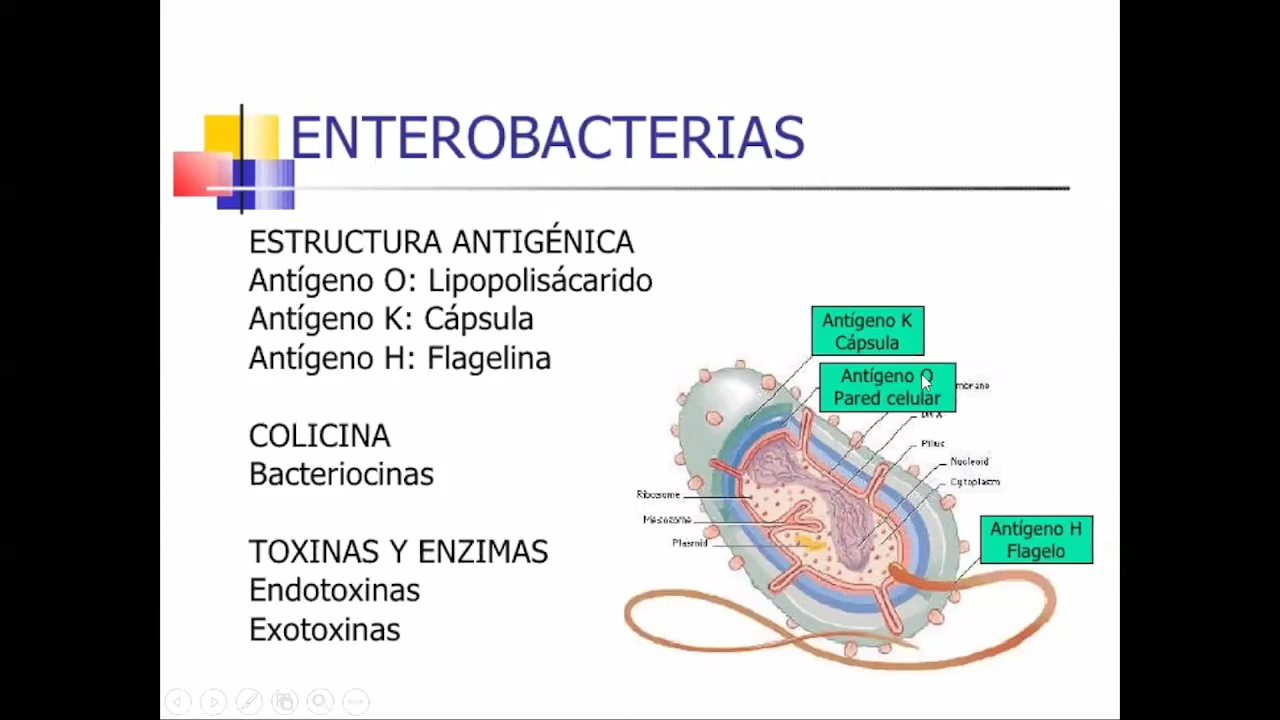 ENTEROBACTERIAS
ESTRUCTURA ANTIGÉNICA
Antígeno O: Lipopolisácarido
Antígeno K: Cápsula
Antígeno H: Flagelina
COLICINA
Bacteriocinas
TOXINAS Y ENZIMAS
Endotoxinas
Exotoxinas
Antígeno K
Cápsula
Antígeno O
Pared celular
Pilus
Nucleoid
Cytoplasm
Ribosome
Mesosome
Plasmid
Antígeno H
Flagelo